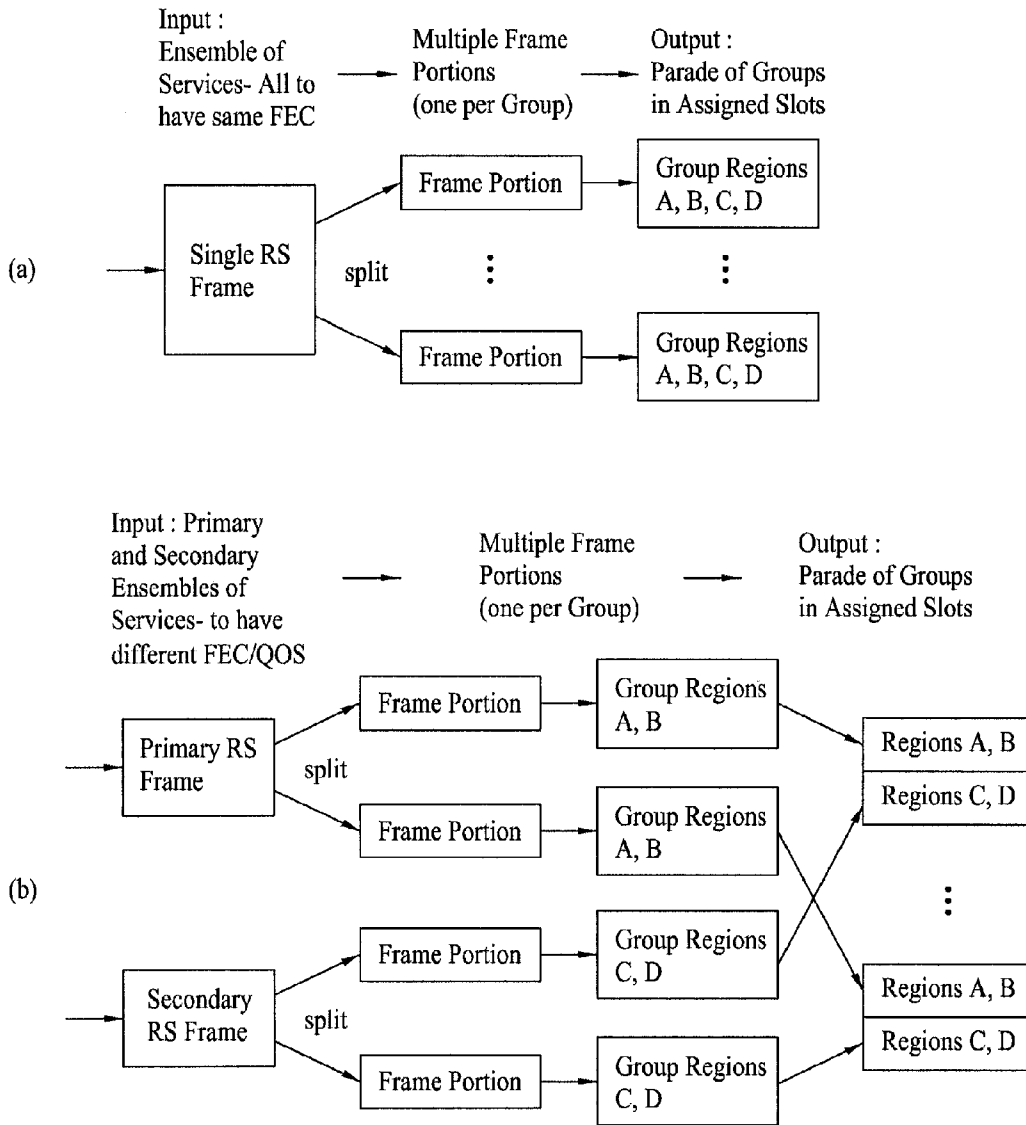 Input :
Ensemble of
Services- All to
have same FEC
Multiple Frame
Portions
(one per Group)
Output :
Parade of Groups
in Assigned Slots
(a)
Single RS
Frame
split
Frame Portion
Group Regions
A, B, C, D
Frame Portion
Group Regions
A, B, C, D
Input : Primary
and Secondary
Ensembles of
Services- to have
different FEC/QOS
Multiple Frame
Portions
(one per Group)
Output :
Parade of Groups
in Assigned Slots
(b)
Primary RS
Frame
split
Frame Portion
Group Regions
A, B
Frame Portion
Group Regions
A, B
Regions A, B
Regions C, D
Secondary
RS Frame
split
Frame Portion
Group Regions
C, D
Frame Portion
Group Regions
C, D
Regions A, B
Regions C, D